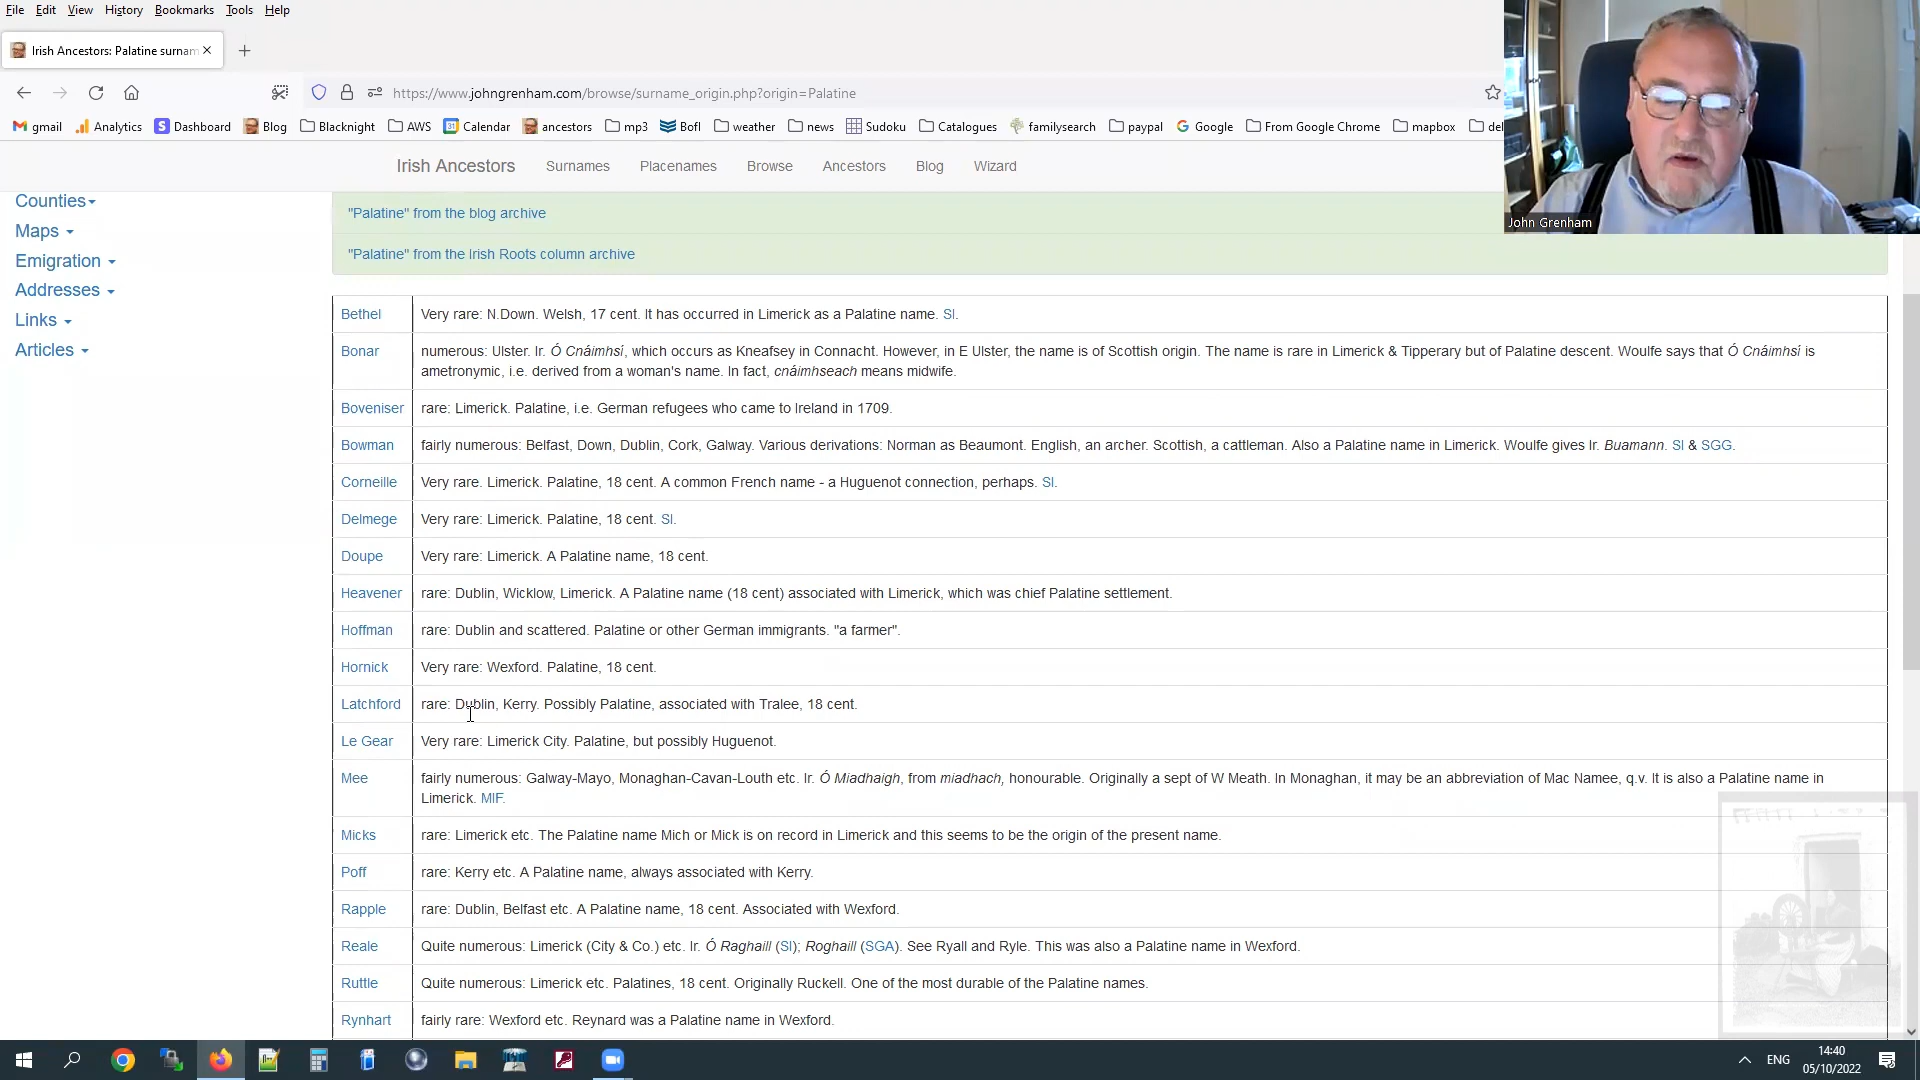 File Edit View History Bookmarks Tools Help
Irish Ancestors: Palatine surnam
https://www.johngrenham.com/browse/surname_origin.php?origin=Palatine
gmail Analytics Dashboard Blog Blacknight AWS Calendar ancestors mp3 BofI weather news Sudoku Catalogues familysearch paypal Google From Google Chrome mapbox del
Irish Ancestors Surnames Placenames Browse Ancestors Blog Wizard
John Grenham
Counties
Maps
Emigration
Addresses
Links
Articles
"Palatine" from the blog archive
"Palatine" from the Irish Roots column archive
Bethel Very rare: N.Down. Welsh, 17 cent. It has occurred in Limerick as a Palatine name. SI.
Bonar numerous: Ulster. Ir. Ó Cnáimhsí, which occurs as Kneafsey in Connacht. However, in E Ulster, the name is of Scottish origin. The name is rare in Limerick & Tipperary but of Palatine descent. Woulfe says that Ó Cnáimhsí is
ametronymic, i.e. derived from a woman's name. In fact, cnáimhseach means midwife.
Boveniser rare: Limerick. Palatine, i.e. German refugees who came to Ireland in 1709.
Bowman fairly numerous: Belfast, Down, Dublin, Cork, Galway. Various derivations: Norman as Beaumont. English, an archer. Scottish, a cattleman. Also a Palatine name in Limerick. Woulfe gives Ir. Buamann. SI & SGG.
Corneille Very rare. Limerick. Palatine, 18 cent. A common French name - a Huguenot connection, perhaps. SI.
Delmege Very rare: Limerick. Palatine, 18 cent. SI.
Doupe Very rare: Limerick. A Palatine name, 18 cent.
Heavener rare: Dublin, Wicklow, Limerick. A Palatine name (18 cent) associated with Limerick, which was chief Palatine settlement.
Hoffman rare: Dublin and scattered. Palatine or other German immigrants. "a farmer".
Hornick Very rare: Wexford. Palatine, 18 cent.
Latchford rare: Dublin, Kerry. Possibly Palatine, associated with Tralee, 18 cent.
Le Gear Very rare: Limerick City. Palatine, but possibly Huguenot.
Mee fairly numerous: Galway-Mayo, Monaghan-Cavan-Louth etc. Ir. Ó Miadhaigh, from miadhach, honourable. Originally a sept of W Meath. In Monaghan, it may be an abbreviation of Mac Namee, q.v. It is also a Palatine name in
Limerick. MIF.
Micks rare: Limerick etc. The Palatine name Mich or Mick is on record in Limerick and this seems to be the origin of the present name.
Poff rare: Kerry etc. A Palatine name, always associated with Kerry.
Rapple rare: Dublin, Belfast etc. A Palatine name, 18 cent. Associated with Wexford.
Reale Quite numerous: Limerick (City & Co.) etc. Ir. Ó Raghaill (SI); Roghaill (SGA). See Ryall and Ryle. This was also a Palatine name in Wexford.
Ruttle Quite numerous: Limerick etc. Palatines, 18 cent. Originally Ruckell. One of the most durable of the Palatine names.
Rynhart fairly rare: Wexford etc. Reynard was a Palatine name in Wexford.
ENG 14:40
05/10/2022